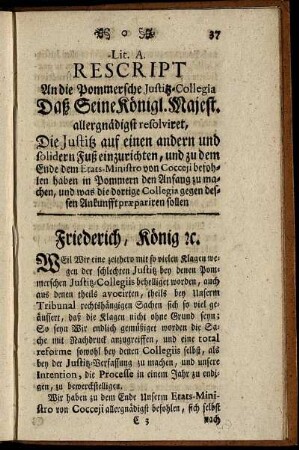 37
Lit. A.
RESCRIPT
An die Pommersche Justitz-Collegia
Daß Seine Königl. Majest.
allergnädigst resolviret,
Die Justitz auf einen andern und
solidern Fuß einzurichten, und zu dem
Ende dem Etats-Ministro von Cocceji befoh-
len haben in Pommern den Anfang zu ma-
chen, und was die dortige Collegia gegen des-
sen Ankunfft præpariren sollen
Friederich, König ꝛc.
WEil Wir eine zeithero mit so vielen Klagen we-
gen der schlechten Justitz bey denen Pom-
merschen Justitz-Collegiis behelliget worden, auch
aus denen theils avocirten, theils bey Unserm
Tribunal rechtshängigen Sachen sich so viel ge-
äussert, daß die Klagen nicht ohne Grund seyn:
So seyn Wir endlich gemüßiget worden die Sa-
che mit Nachdruck anzugreiffen, und eine total
reforme sowohl bey denen Collegiis selbst, als
bey der Justitz-Verfassung zu machen, und unsere
Intention, die Processe in einem Jahr zu endi-
gen, zu bewerckstelligen.
Wir haben zu dem Ende Unserm Etats-Mini-
stro von Cocceji allergnädigst befohlen, sich selbst
C 3 nach